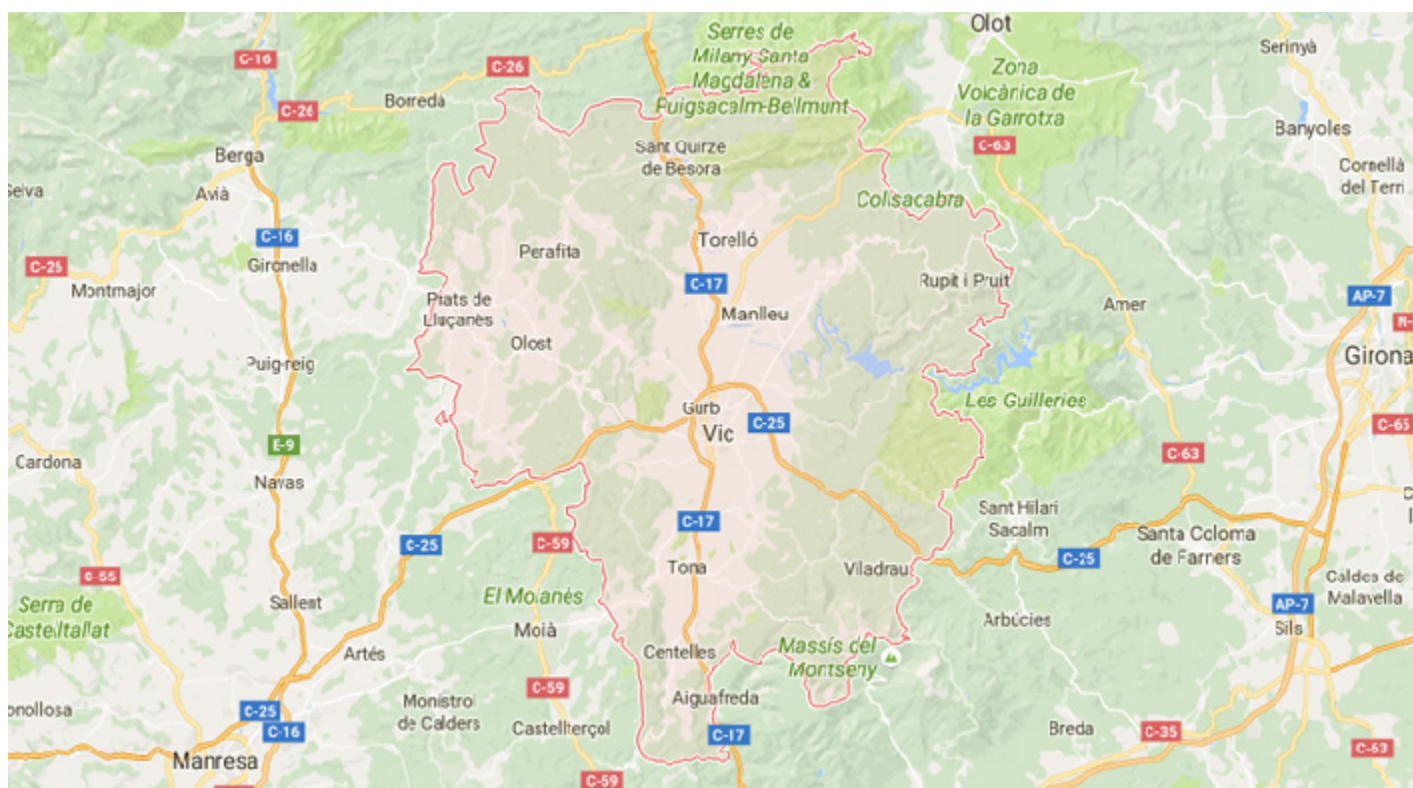 Olot
Serres de
Milany Santa
Magdalena &
Puigsacalm-Bellmunt
Serinyà
C-16
C-26
Zona
Volcànica de
la Garrotxa
Borredà
C-26
Banyoles
C-63
Sant Quirze
de Besora
Berga
Cornellà
del Terri
Avià
Selva
Collsacabra
C-16
Torelló
Perafita
Gironella
C-25
Montmajor
C-17
Rupit i Pruit
AP-7
Prats de
Lluçanès
Manlleu
Amer
N-
Olost
Girona
Puig-reig
Les Guilleries
Gurb
Vic
C-25
C-65
E-9
Cardona
C-63
Navas
Sant Hilari
Sacalm
C-17
Santa Coloma
de Farners
C-25
C-59
C-25
Tona
Viladrau
C-55
Caldes de
Malavella
El Moianès
Serra de
Castelltallat
Sallent
AP-7
Arbúcies
Sils
Moià
Artés
Centelles
Massís del
Montseny
Aiguafreda
C-59
Monistrol
de Calders
onollosa
C-25
C-16
Castellterçol
Breda
C-35
C-17
C-63
Manresa
C-59